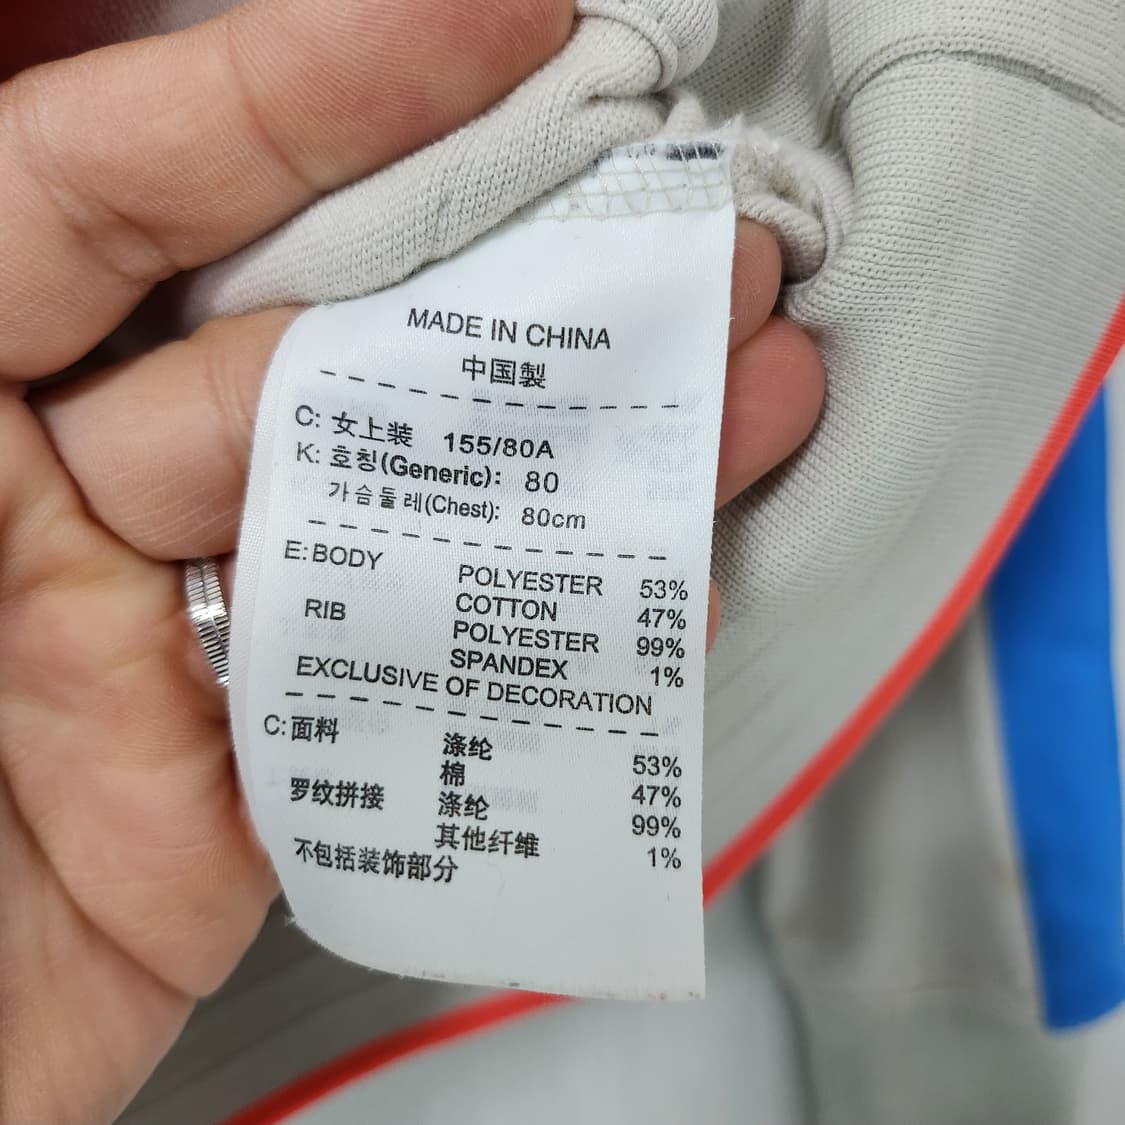 MADE IN CHINA
中国製
C: 女上装 155/80A
K: 호칭(Generic): 80
가슴둘레(Chest): 80cm
E: BODY POLYESTER 53%
COTTON 47%
RIB POLYESTER 99%
SPANDEX 1%
EXCLUSIVE OF DECORATION
C: 面料 涤纶 53%
棉 47%
罗纹拼接 涤纶 99%
其他纤维 1%
不包括装饰部分